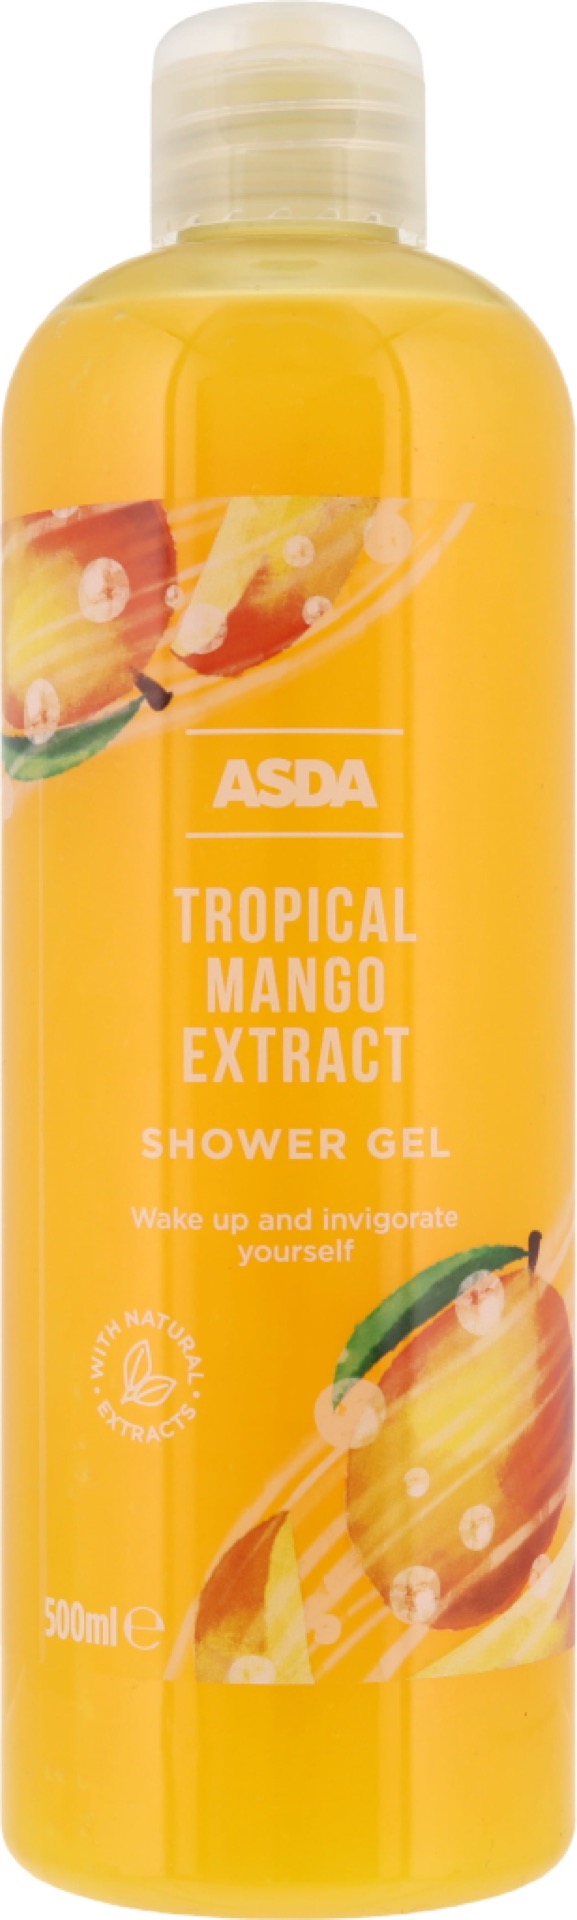 ASDA
TROPICAL
MANGO
EXTRACT
SHOWER GEL
Wake up and invigorate
yourself
• WITH NATURAL •
EXTRACTS
500ml ℮